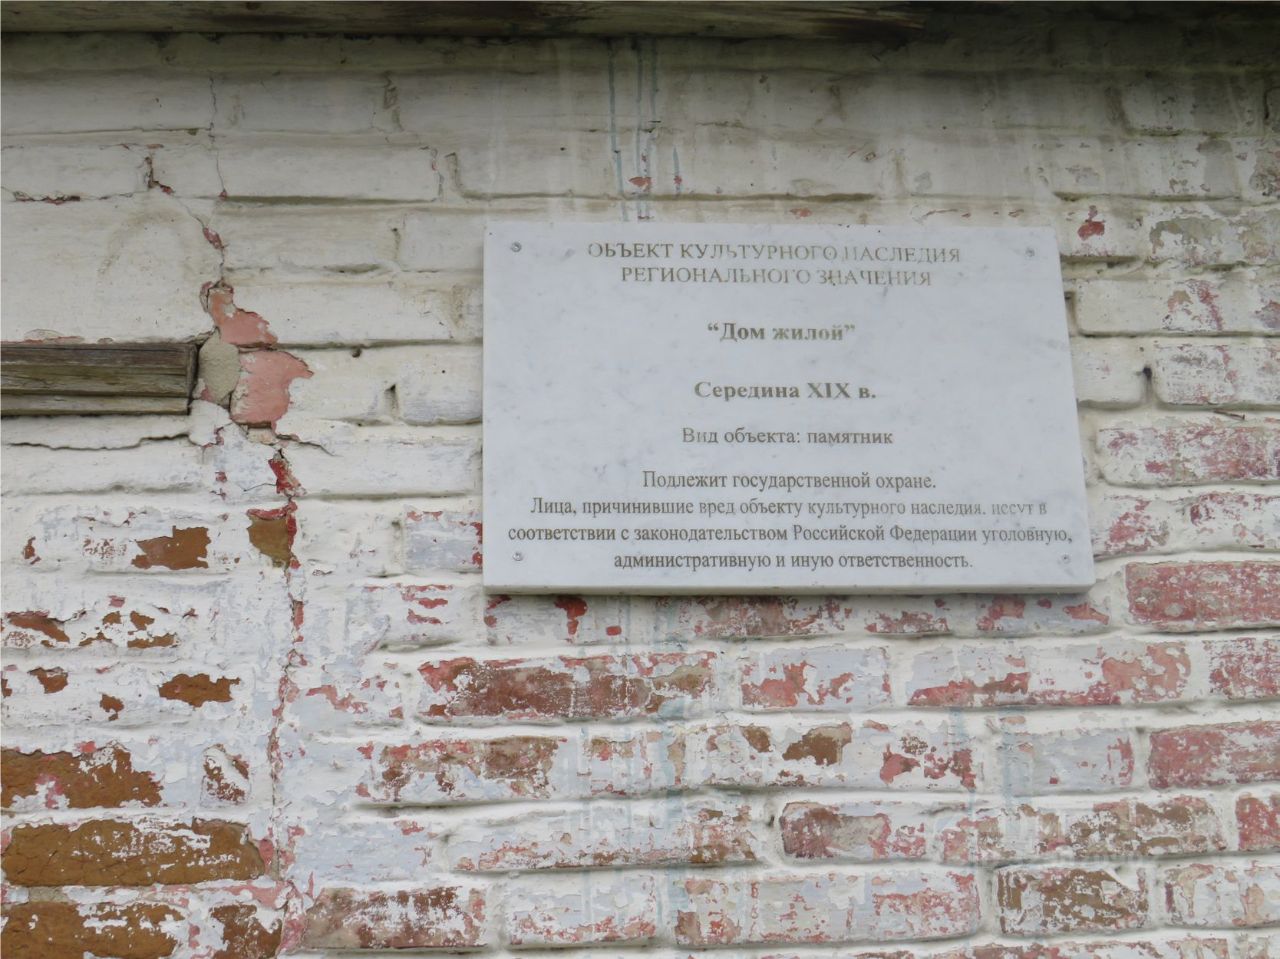 ОБЪЕКТ КУЛЬТУРНОГО НАСЛЕДИЯ
РЕГИОНАЛЬНОГО ЗНАЧЕНИЯ
“Дом жилой”
Середина XIX в.
Вид объекта: памятник
Подлежит государственной охране.
Лица, причинившие вред объекту культурного наследия, несут в
соответствии с законодательством Российской Федерации уголовную,
административную и иную ответственность.